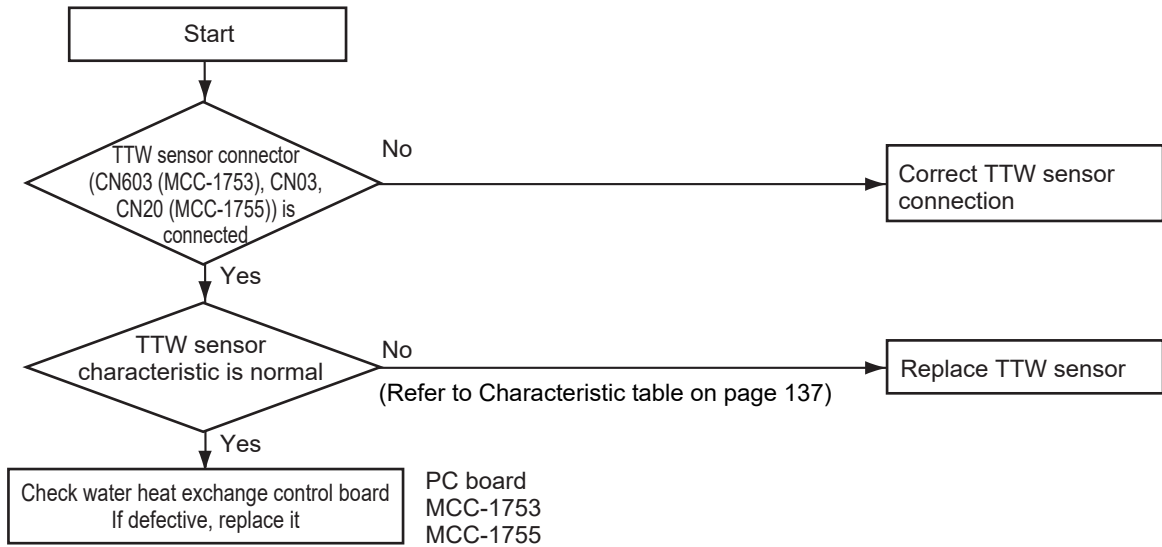 Start
TTW sensor connector
(CN603 (MCC-1753), CN03,
CN20 (MCC-1755)) is
connected
No
Correct TTW sensor
connection
Yes
TTW sensor
characteristic is normal
No
(Refer to Characteristic table on page 137)
Replace TTW sensor
Yes
Check water heat exchange control board
If defective, replace it
PC board
MCC-1753
MCC-1755